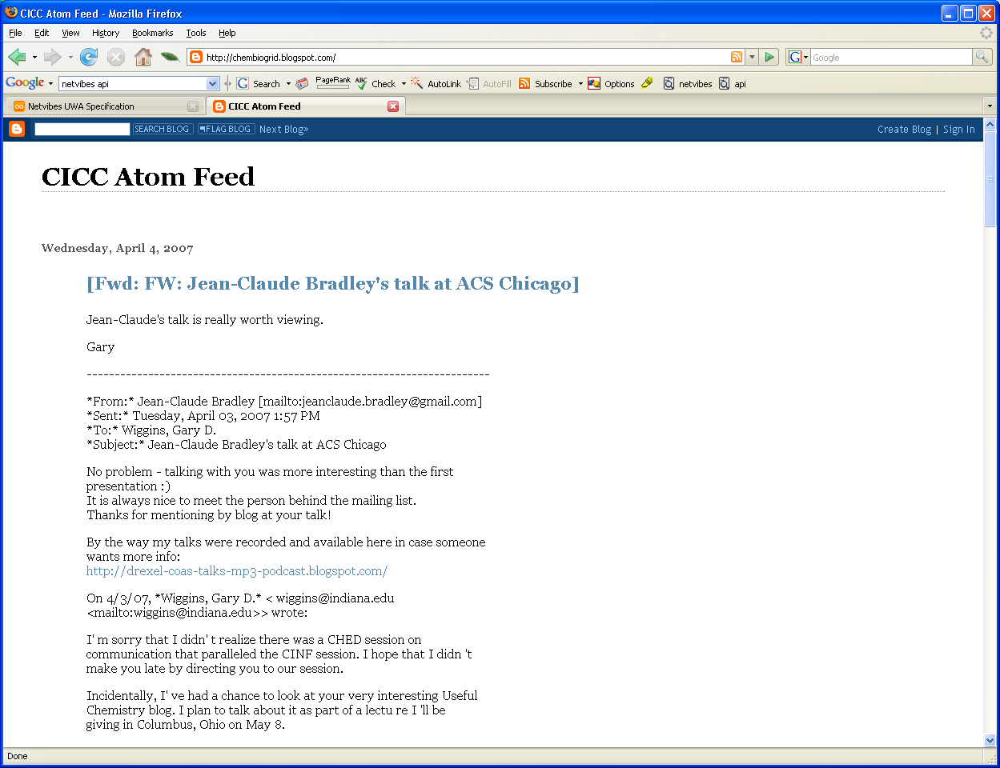 CICC Atom Feed - Mozilla Firefox
File Edit View History Bookmarks Tools Help
http://chembiogrid.blogspot.com/ G Google
Google netvibes api G Search PageRank ABC Check AutoLink AutoFill Subscribe Options netvibes api
Netvibes UWA Specification CICC Atom Feed
SEARCH BLOG FLAG BLOG Next Blog» Create Blog | Sign In
CICC Atom Feed
Wednesday, April 4, 2007
[Fwd: FW: Jean-Claude Bradley's talk at ACS Chicago]
Jean-Claude's talk is really worth viewing.
Gary
------------------------------------------------------------------------
*From:* Jean-Claude Bradley [mailto:jeanclaude.bradley@gmail.com]
*Sent:* Tuesday, April 03, 2007 1:57 PM
*To:* Wiggins, Gary D.
*Subject:* Jean-Claude Bradley's talk at ACS Chicago
No problem - talking with you was more interesting than the first
presentation :)
It is always nice to meet the person behind the mailing list.
Thanks for mentioning by blog at your talk!
By the way my talks were recorded and available here in case someone
wants more info:
http://drexel-coas-talks-mp3-podcast.blogspot.com/
On 4/3/07, *Wiggins, Gary D.* < wiggins@indiana.edu
<mailto:wiggins@indiana.edu>> wrote:
I' m sorry that I didn' t realize there was a CHED session on
communication that paralleled the CINF session. I hope that I didn 't
make you late by directing you to our session.
Incidentally, I' ve had a chance to look at your very interesting Useful
Chemistry blog. I plan to talk about it as part of a lectu re I 'll be
giving in Columbus, Ohio on May 8.
Done